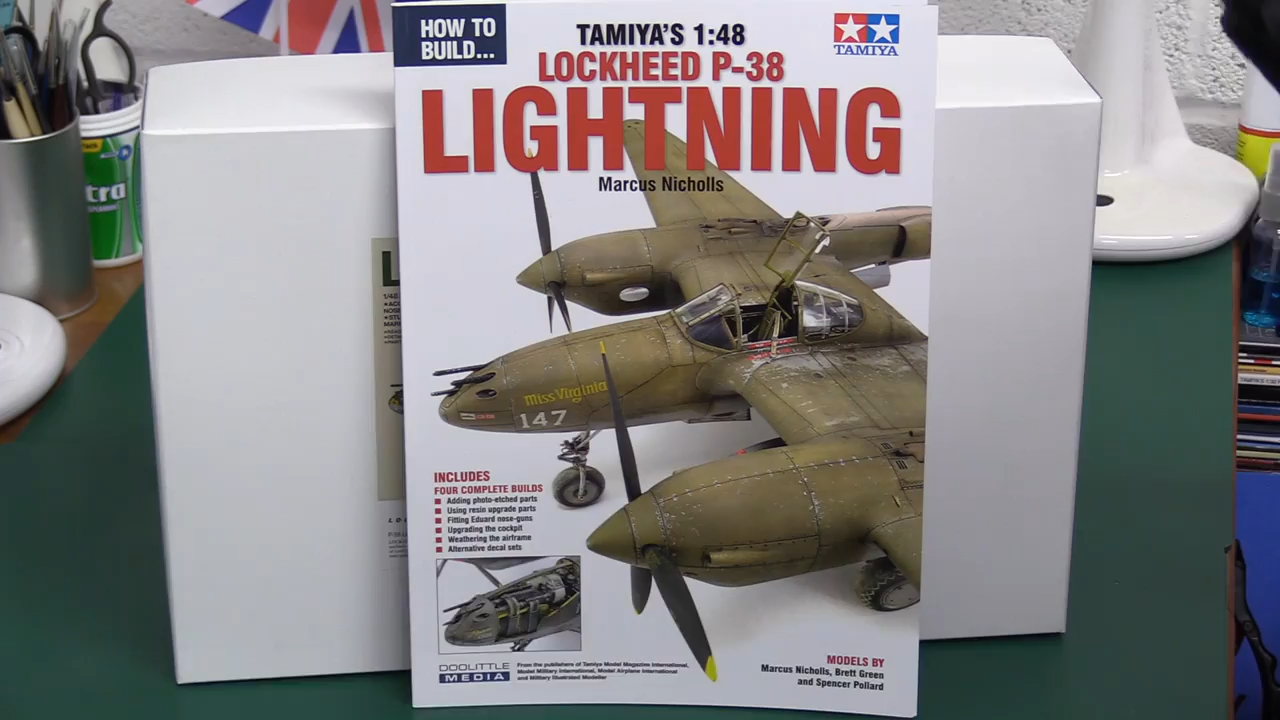 HOW TO
BUILD...
TAMIYA'S 1:48
LOCKHEED P-38
LIGHTNING
Marcus Nicholls
TAMIYA
Miss Virginia
147
INCLUDES
FOUR COMPLETE BUILDS
Adding photo-etched parts
Using resin upgrade parts
Fitting Eduard nose-guns
Upgrading the cockpit
Weathering the airframe
Alternative decal sets
DOOLITTLE
MEDIA
From the publishers of Tamiya Model Magazine International,
Model Military International, Model Airplane International
and Military Illustrated Modeller
MODELS BY
Marcus Nicholls, Brett Green
and Spencer Pollard
tra
L
1/48